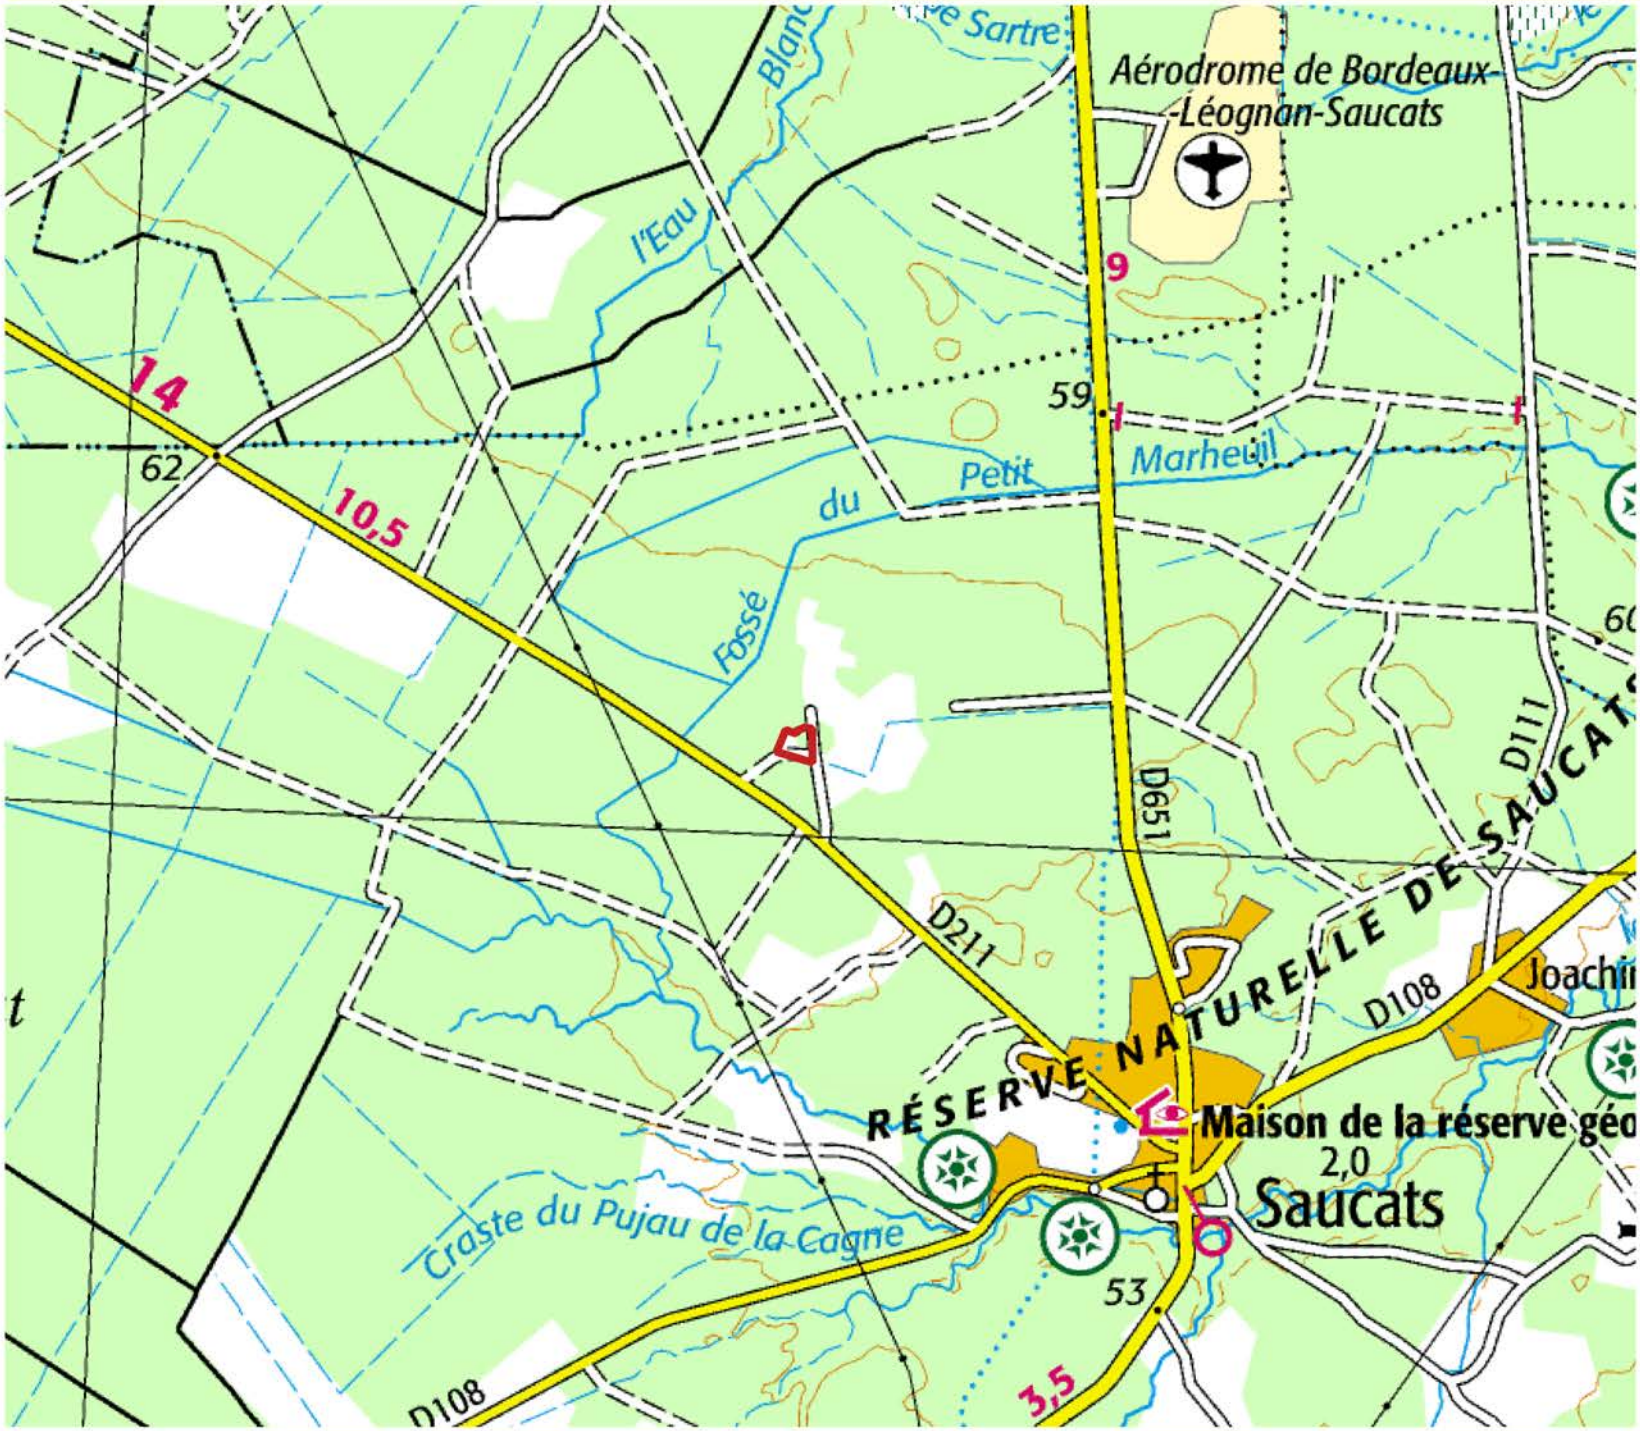 de Sartre
Blanc
Aérodrome de Bordeaux-
-Léognan-Saucats
l'Eau
9
14
59
62
Marheuil
Petit
du
10,5
Fossé
60
D111
D651
D211
RÉSERVE NATURELLE DE SAUCATS
D108
Joachin
t
Maison de la réserve géo
2,0
Saucats
Craste du Pujau de la Cagne
53
3,5
D108